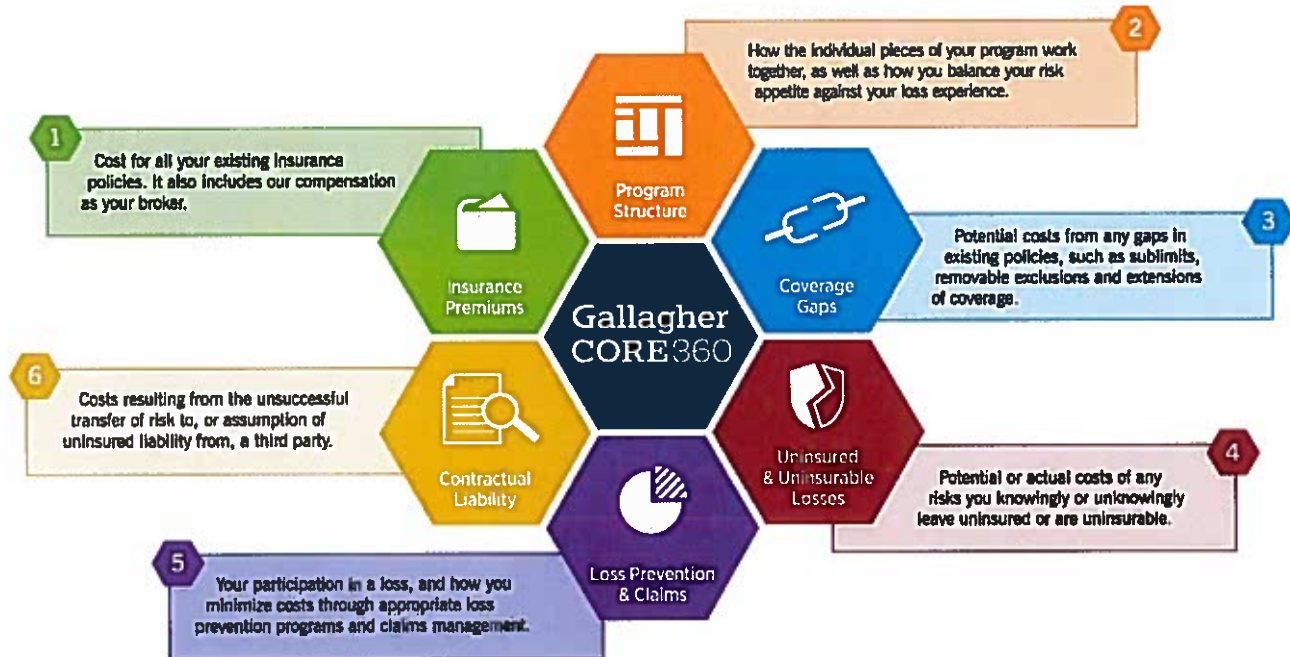 1
Cost for all your existing insurance
policies. It also includes our compensation
as your broker.
Insurance
Premiums
2
How the individual pieces of your program work
together, as well as how you balance your risk
appetite against your loss experience.
Program
Structure
3
Potential costs from any gaps in
existing policies, such as sublimits,
removable exclusions and extensions
of coverage.
Coverage
Gaps
Gallagher
CORE360
4
Potential or actual costs of any
risks you knowingly or unknowingly
leave uninsured or are uninsurable.
Uninsured
& Uninsurable
Losses
5
Your participation in a loss, and how you
minimize costs through appropriate loss
prevention programs and claims management.
Loss Prevention
& Claims
6
Costs resulting from the unsuccessful
transfer of risk to, or assumption of
uninsured liability from, a third party.
Contractual
Liability